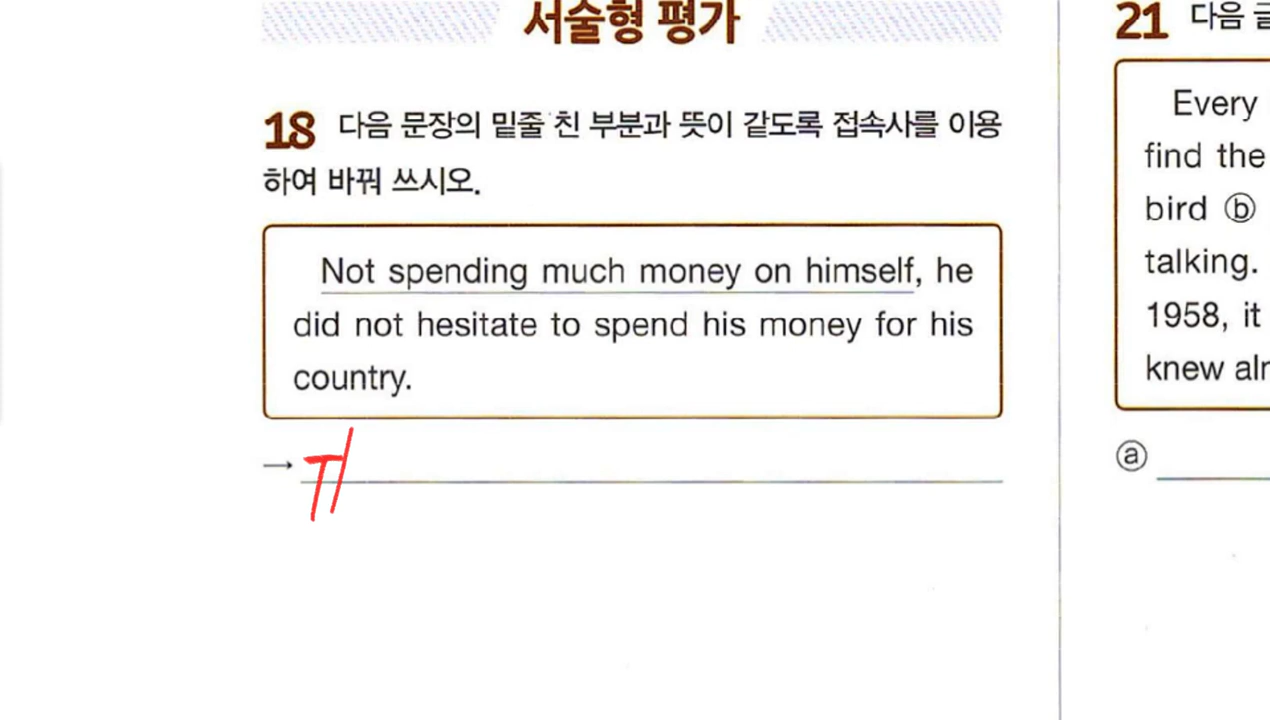 서술형 평가
18 다음 문장의 밑줄 친 부분과 뜻이 같도록 접속사를 이용
하여 바꿔 쓰시오.
Not spending much money on himself, he
did not hesitate to spend his money for his
country.
→
21 다음 글
Every
find the
bird ⓑ
talking.
1958, it
knew alr
ⓐ